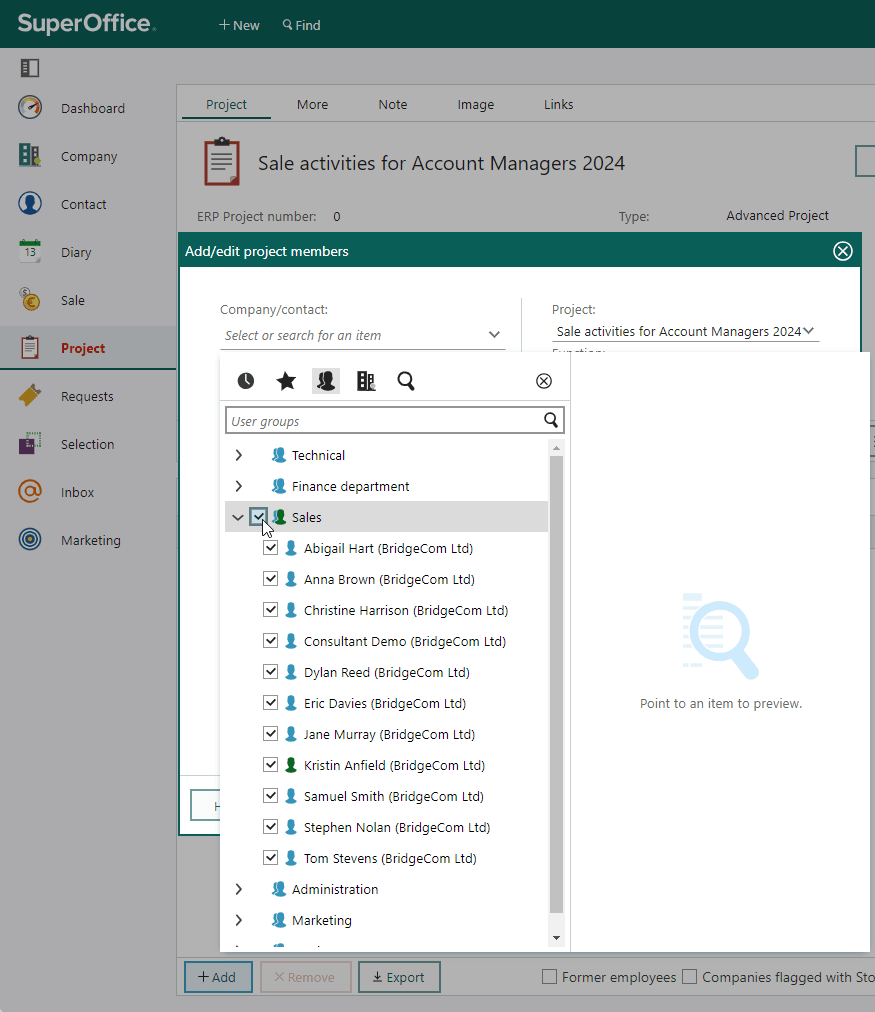 SuperOffice.
+ New
Find
Dashboard
Company
Contact
13
Diary
Sale
Project
Requests
Selection
Inbox
Marketing
Project
More
Note
Image
Links
Sale activities for Account Managers 2024
ERP Project number: 0
Type: Advanced Project
Add/edit project members
Company/contact:
Select or search for an item
Project:
Sale activities for Account Managers 2024
Function:
User groups
Technical
Finance department
Sales
Abigail Hart (BridgeCom Ltd)
Anna Brown (BridgeCom Ltd)
Christine Harrison (BridgeCom Ltd)
Consultant Demo (BridgeCom Ltd)
Dylan Reed (BridgeCom Ltd)
Eric Davies (BridgeCom Ltd)
Jane Murray (BridgeCom Ltd)
Kristin Anfield (BridgeCom Ltd)
Samuel Smith (BridgeCom Ltd)
Stephen Nolan (BridgeCom Ltd)
Tom Stevens (BridgeCom Ltd)
Administration
Marketing
Point to an item to preview.
H
+ Add
× Remove
Export
Former employees
Companies flagged with Sto